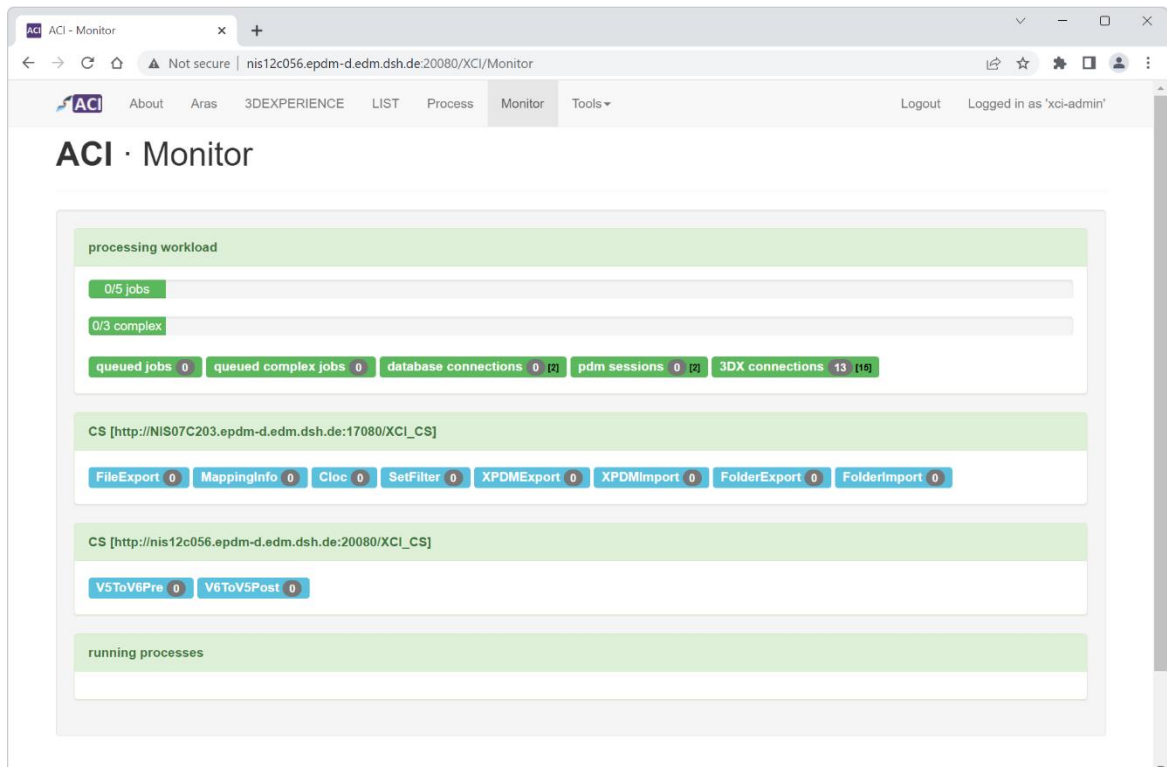 ACI ACI - Monitor
Not secure | nis12c056.epdm-d.edm.dsh.de:20080/XCI/Monitor
ACI About Aras 3DEXPERIENCE LIST Process Monitor Tools Logout Logged in as 'xci-admin'
ACI · Monitor
processing workload
0/5 jobs
0/3 complex
queued jobs 0 queued complex jobs 0 database connections 0 [2] pdm sessions 0 [2] 3DX connections 13 [15]
CS [http://NIS07C203.epdm-d.edm.dsh.de:17080/XCI_CS]
FileExport 0 MappingInfo 0 Cloc 0 SetFilter 0 XPDMExport 0 XPDMImport 0 FolderExport 0 FolderImport 0
CS [http://nis12c056.epdm-d.edm.dsh.de:20080/XCI_CS]
V5ToV6Pre 0 V6ToV5Post 0
running processes